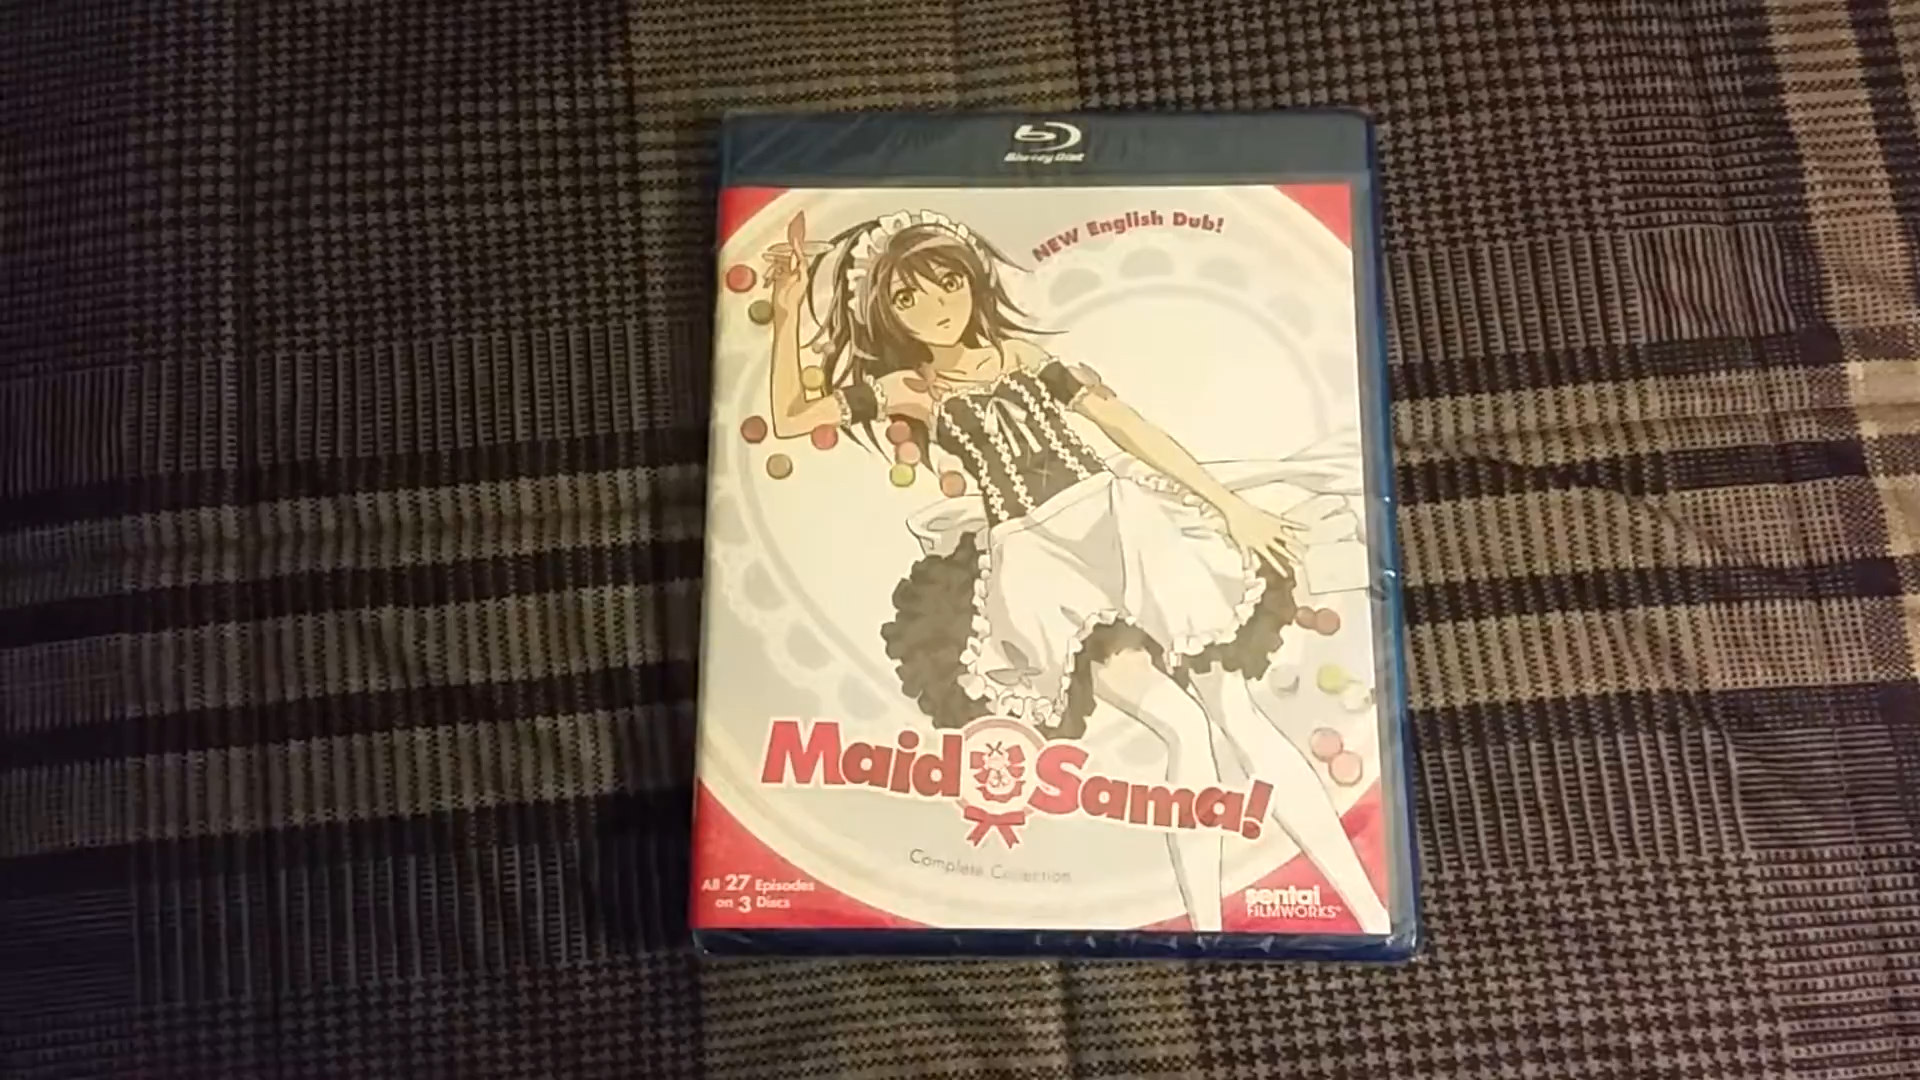 Blu-ray Disc
NEW English Dub!
Maid Sama!
Complete Collection
All 27 Episodes
on 3 Discs
sentai
FILMWORKS